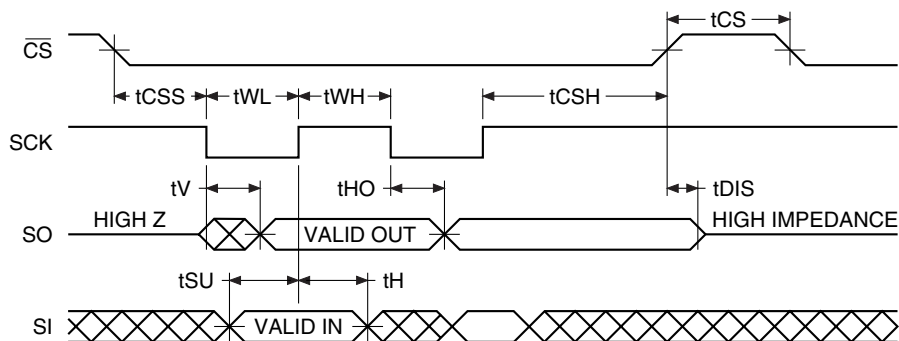 tCS
C̅S̅
tCSS tWL tWH tCSH
SCK
tV tHO tDIS
HIGH Z VALID OUT HIGH IMPEDANCE
SO
tSU tH
SI VALID IN